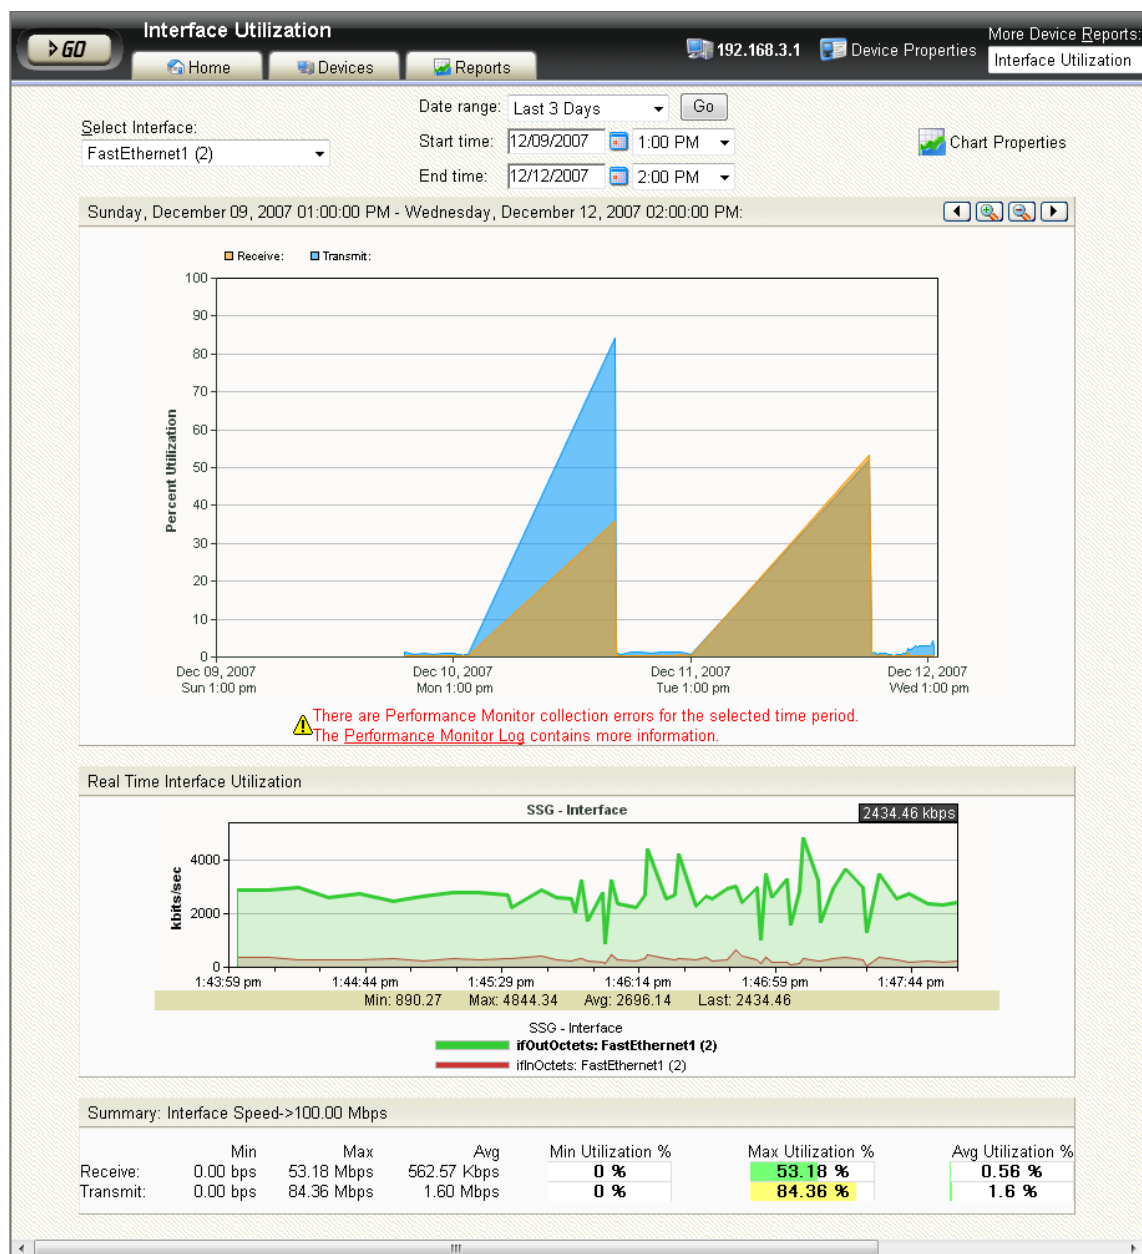 GO
Interface Utilization
Home
Devices
Reports
192.168.3.1
Device Properties
More Device Reports:
Interface Utilization
Select Interface:
FastEthernet1 (2)
Date range: Last 3 Days Go
Start time: 12/09/2007 1:00 PM
End time: 12/12/2007 2:00 PM
Chart Properties
Sunday, December 09, 2007 01:00:00 PM - Wednesday, December 12, 2007 02:00:00 PM:
Receive: Transmit:
100
90
80
70
60
50
40
30
20
10
0
Percent Utilization
Dec 09, 2007 Dec 10, 2007 Dec 11, 2007 Dec 12, 2007
Sun 1:00 pm Mon 1:00 pm Tue 1:00 pm Wed 1:00 pm
There are Performance Monitor collection errors for the selected time period.
The Performance Monitor Log contains more information.
Real Time Interface Utilization
SSG - Interface
2434.46 kbps
4000
2000
0
kbits/sec
1:43:59 pm 1:44:44 pm 1:45:29 pm 1:46:14 pm 1:46:59 pm 1:47:44 pm
Min: 890.27 Max: 4844.34 Avg: 2696.14 Last: 2434.46
SSG - Interface
ifOutOctets: FastEthernet1 (2)
ifInOctets: FastEthernet1 (2)
Summary: Interface Speed->100.00 Mbps
Min Max Avg Min Utilization % Max Utilization % Avg Utilization %
Receive: 0.00 bps 53.18 Mbps 562.57 Kbps 0 % 53.18 % 0.56 %
Transmit: 0.00 bps 84.36 Mbps 1.60 Mbps 0 % 84.36 % 1.6 %